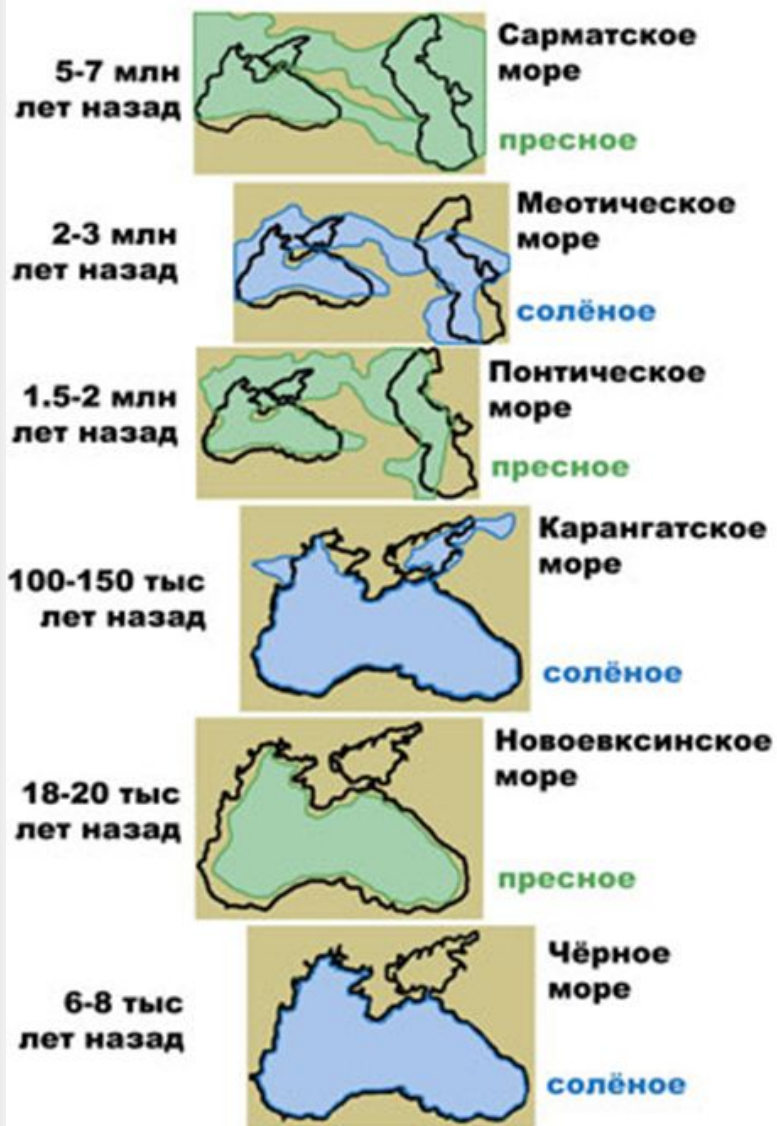 5-7 млн
лет назад
Сарматское
море
пресное
2-3 млн
лет назад
Меотическое
море
солёное
1.5-2 млн
лет назад
Понтическое
море
пресное
100-150 тыс
лет назад
Карангатское
море
солёное
18-20 тыс
лет назад
Новоевксинское
море
пресное
6-8 тыс
лет назад
Чёрное
море
солёное